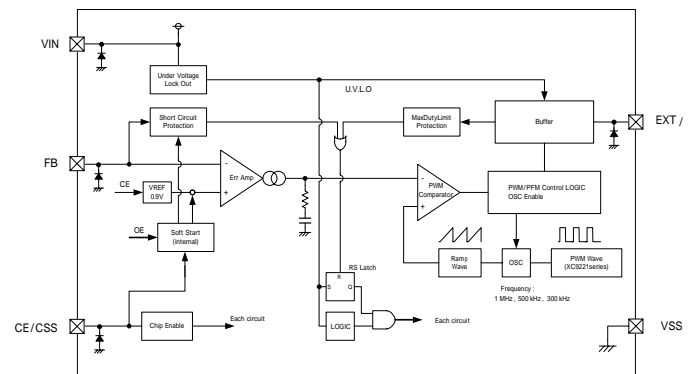 VIN
Under Voltage
Lock Out
U.V.L.O
Short Circuit
Protection
MaxDutyLimit
Protection
Buffer
EXT /
FB
CE
VREF
0.9V
-
+
Err Amp
-
+
PWM
Comparator
PWM/PFM Control LOGIC
OSC Enable
OE
Soft Start
(internal)
Ramp
Wave
OSC
PWM Wave
(XC9221series)
R
RS Latch
S
Q
Frequency :
1 MHz , 500 kHz , 300 kHz
CE/CSS
Chip Enable
Each circuit
LOGIC
Each circuit
VSS